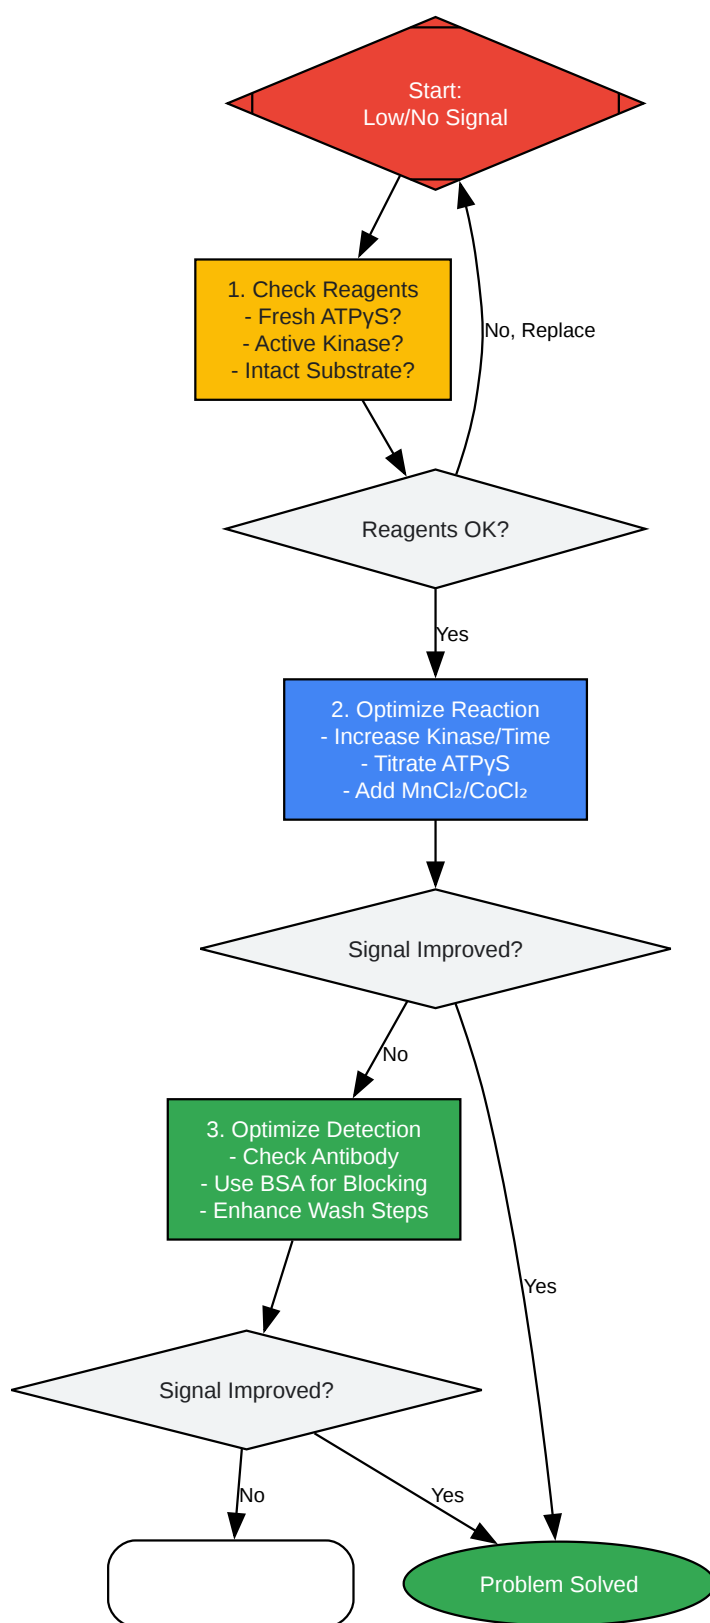 Start:
Low/No Signal
1. Check Reagents
- Fresh ATPγS?
- Active Kinase?
- Intact Substrate?
No, Replace
Reagents OK?
Yes
2. Optimize Reaction
- Increase Kinase/Time
- Titrate ATPγS
- Add MnCl₂/CoCl₂
Signal Improved?
No
3. Optimize Detection
- Check Antibody
- Use BSA for Blocking
- Enhance Wash Steps
Yes
Signal Improved?
No
Yes
Problem Solved